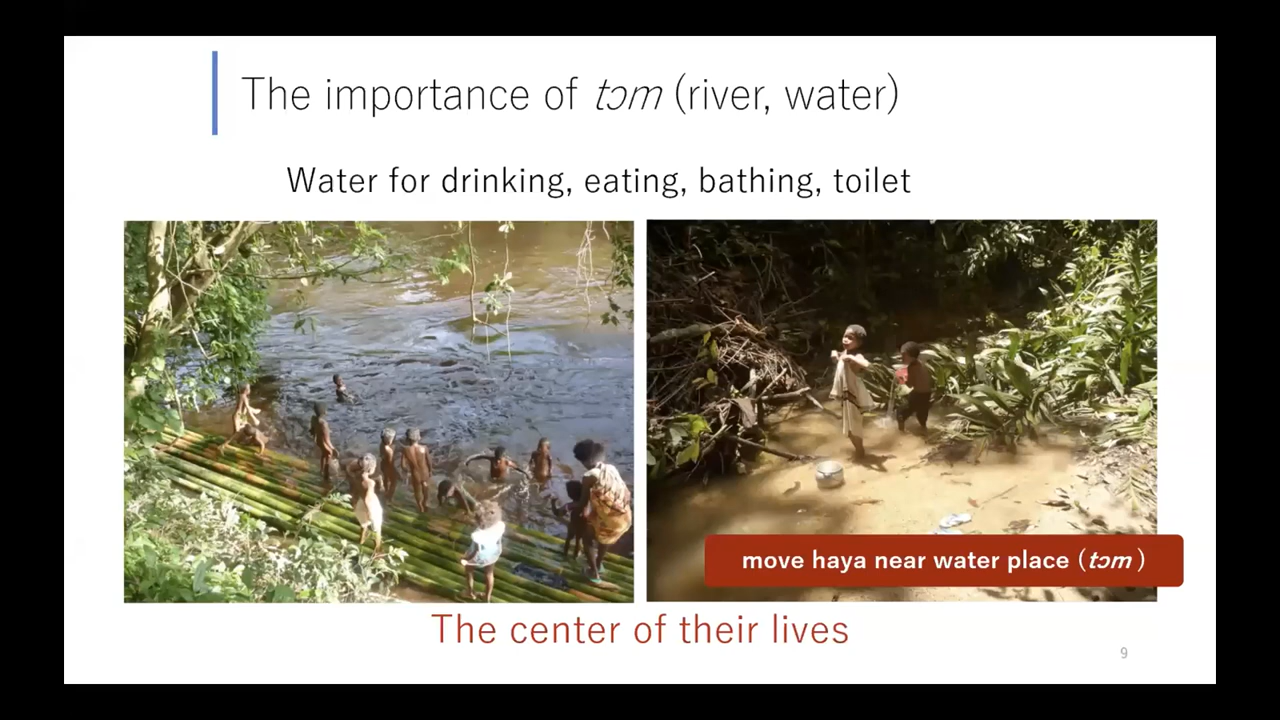 The importance of tɔm (river, water)
Water for drinking, eating, bathing, toilet
move haya near water place (tɔm )
The center of their lives
9